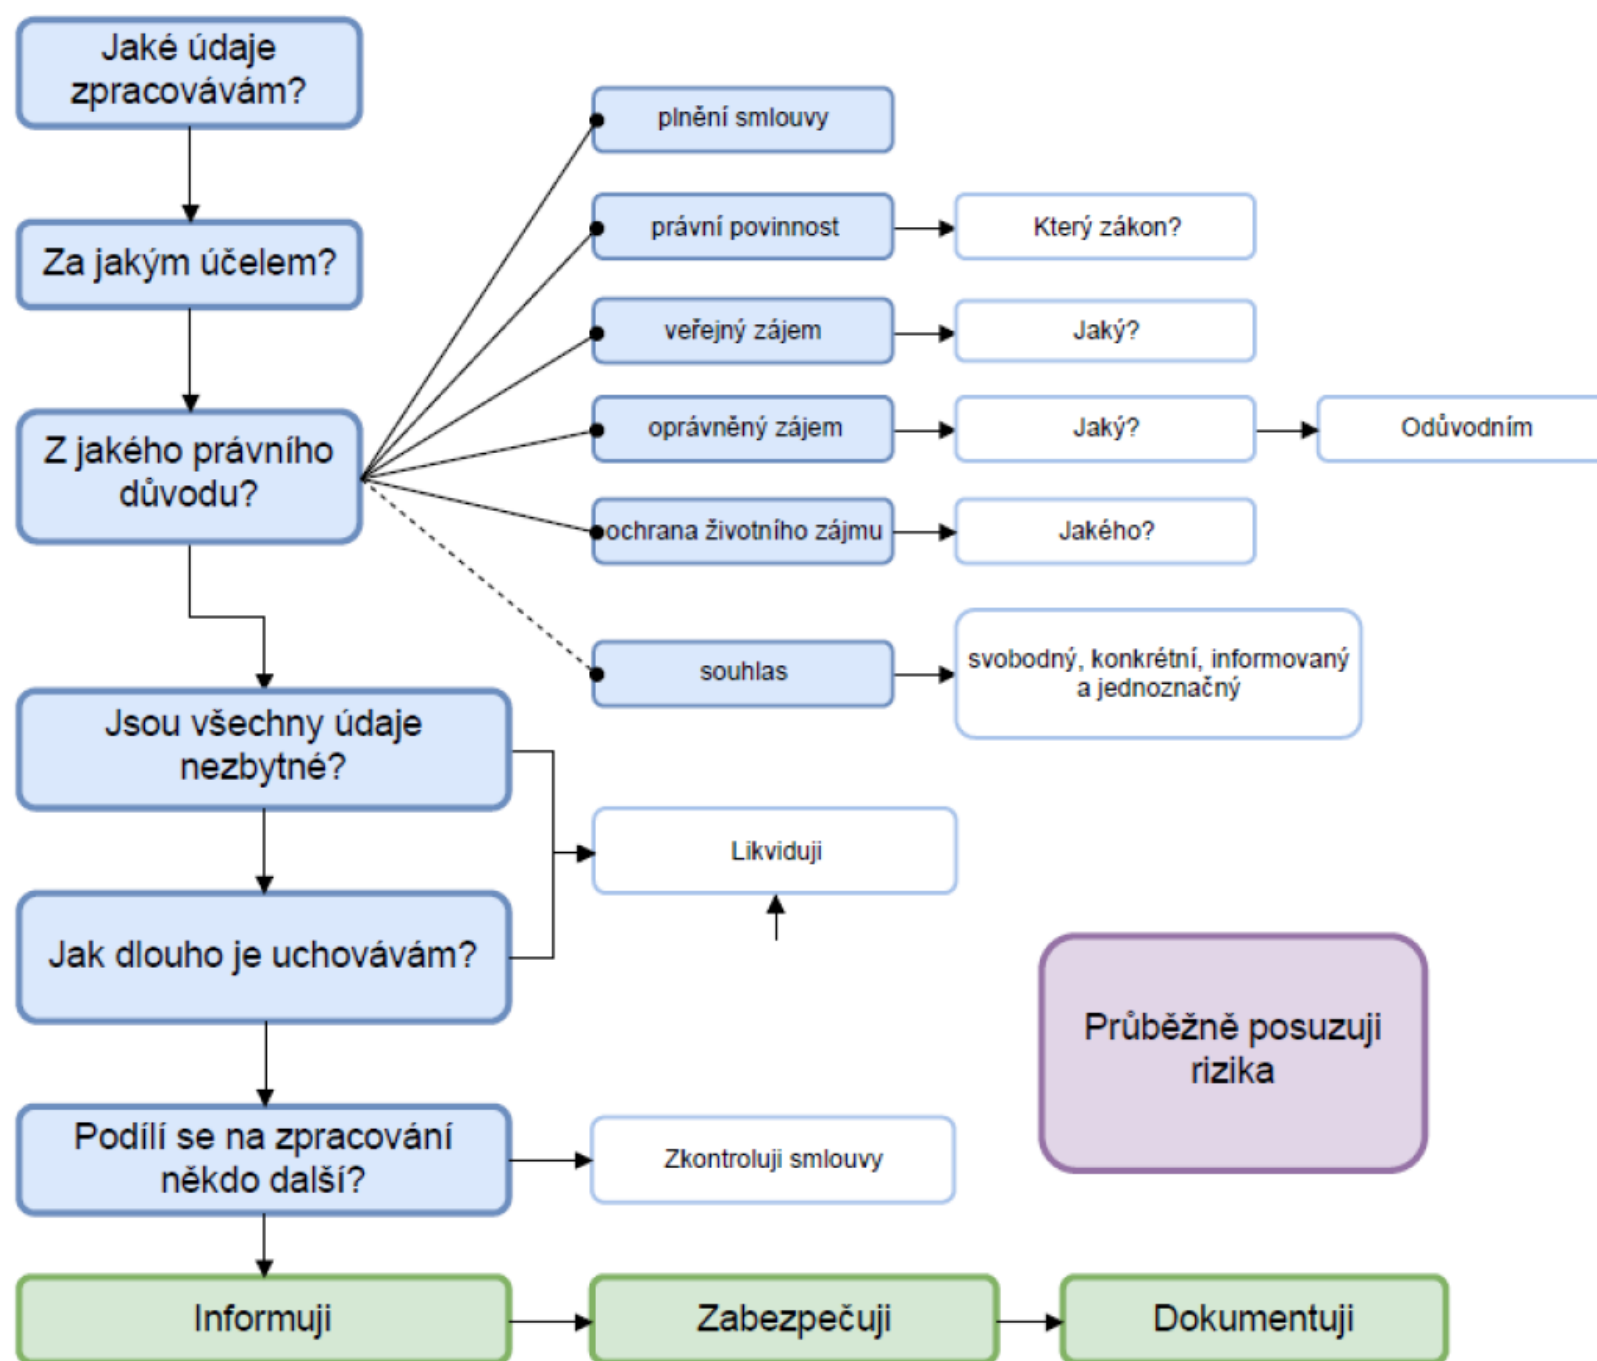 Jaké údaje
zpracovávám?
Za jakým účelem?
Z jakého právního
důvodu?
plnění smlouvy
právní povinnost
Který zákon?
veřejný zájem
Jaký?
oprávněný zájem
Jaký?
Odůvodním
ochrana životního zájmu
Jakého?
souhlas
svobodný, konkrétní, informovaný
a jednoznačný
Jsou všechny údaje
nezbytné?
Likviduji
Jak dlouho je uchovávám?
Průběžně posuzuji
rizika
Podílí se na zpracování
někdo další?
Zkontroluji smlouvy
Informuji
Zabezpečuji
Dokumentuji